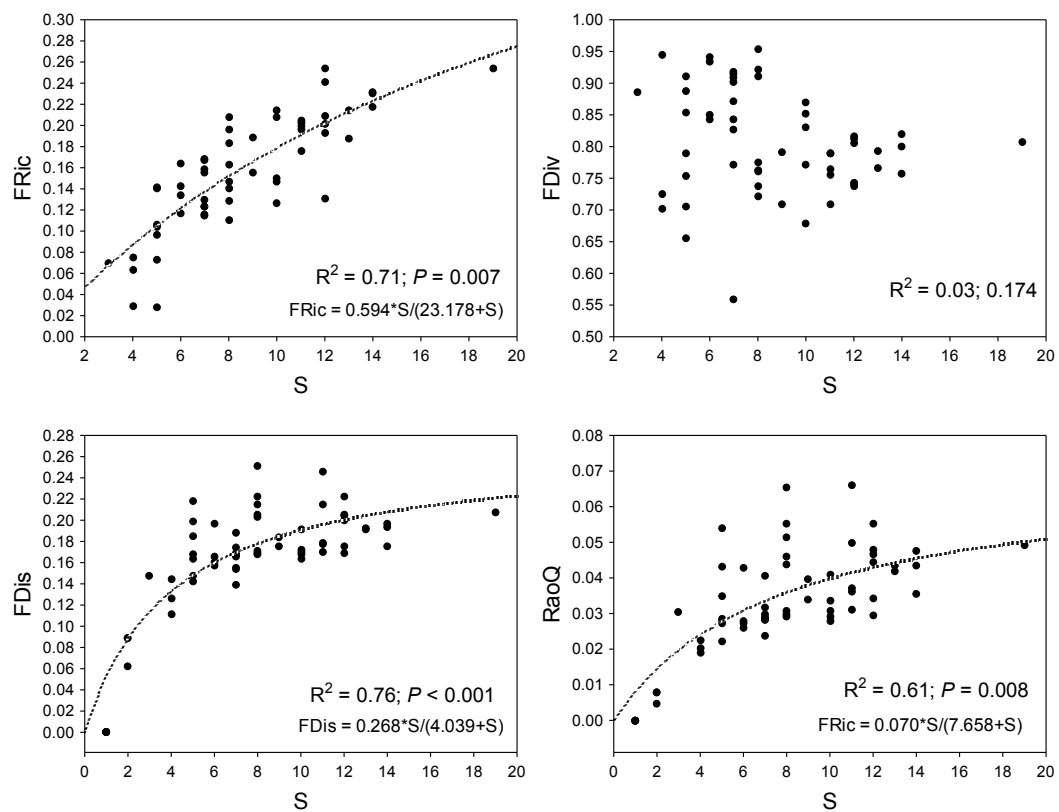 0.30
0.28
0.26
0.24
0.22
0.20
0.18
0.16
0.14
0.12
0.10
0.08
0.06
0.04
0.02
0.00
FRic
R² = 0.71; P = 0.007
FRic = 0.594*S/(23.178+S)
2 4 6 8 10 12 14 16 18 20
S
1.00
0.95
0.90
0.85
0.80
0.75
0.70
0.65
0.60
0.55
0.50
FDiv
R² = 0.03; 0.174
2 4 6 8 10 12 14 16 18 20
S
0.28
0.26
0.24
0.22
0.20
0.18
0.16
0.14
0.12
0.10
0.08
0.06
0.04
0.02
0.00
FDis
R² = 0.76; P < 0.001
FDis = 0.268*S/(4.039+S)
0 2 4 6 8 10 12 14 16 18 20
S
0.08
0.07
0.06
0.05
0.04
0.03
0.02
0.01
0.00
RaoQ
R² = 0.61; P = 0.008
FRic = 0.070*S/(7.658+S)
0 2 4 6 8 10 12 14 16 18 20
S